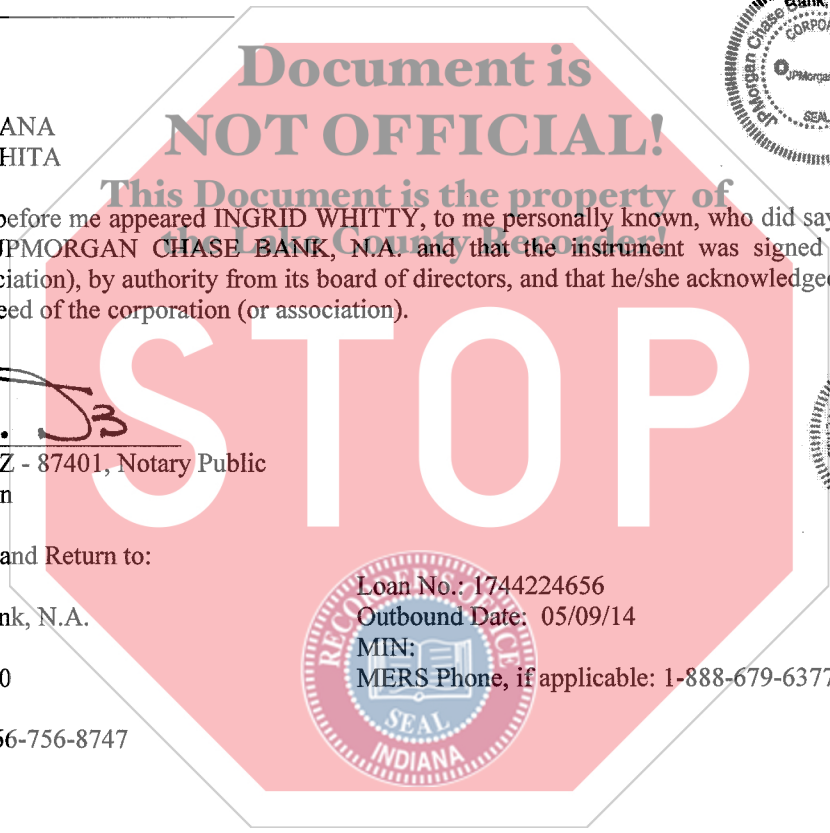 Document is
NOT OFFICIAL!
This Document is the property of
the Lake County Recorder!
JPMorgan Chase Bank,
CORPO
JPMorgan
SEAL
ANA
HITA
before me appeared INGRID WHITTY, to me personally known, who did say
JPMORGAN CHASE BANK, N.A. and that the instrument was signed
ciation), by authority from its board of directors, and that he/she acknowledged
eed of the corporation (or association).
STOP
Z - 87401, Notary Public
n
and Return to:
nk, N.A.
0
66-756-8747
Loan No.: 1744224656
Outbound Date: 05/09/14
MIN:
MERS Phone, if applicable: 1-888-679-6377
RECORDER'S OFFICE
SEAL
INDIANA